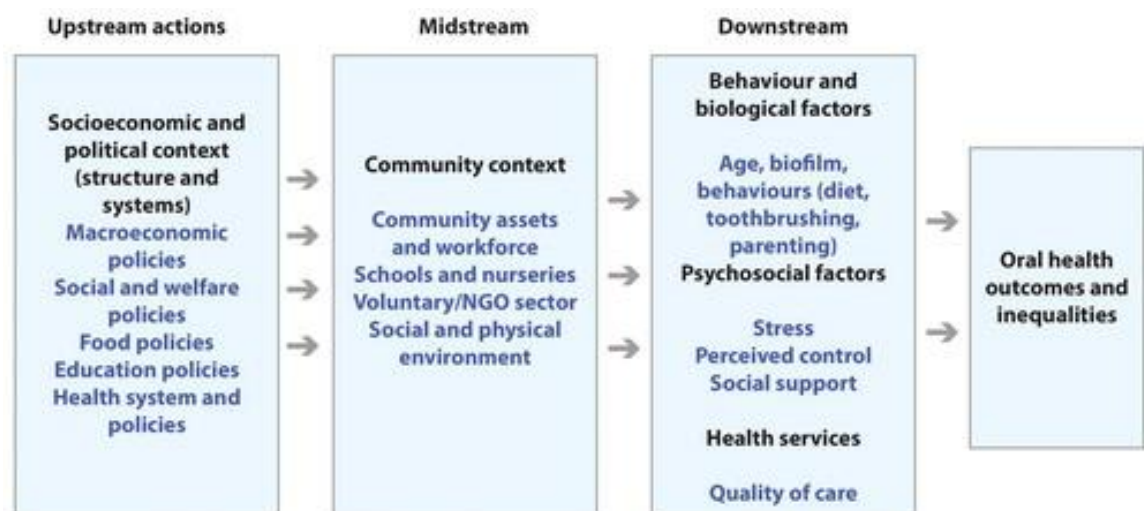 Upstream actions
Socioeconomic and
political context
(structure and
systems)
Macroeconomic
policies
Social and welfare
policies
Food policies
Education policies
Health system and
policies
Midstream
Community context
Community assets
and workforce
Schools and nurseries
Voluntary/NGO sector
Social and physical
environment
Downstream
Behaviour and
biological factors
Age, biofilm,
behaviours (diet,
toothbrushing,
parenting)
Psychosocial factors
Stress
Perceived control
Social support
Health services
Quality of care
Oral health
outcomes and
inequalities